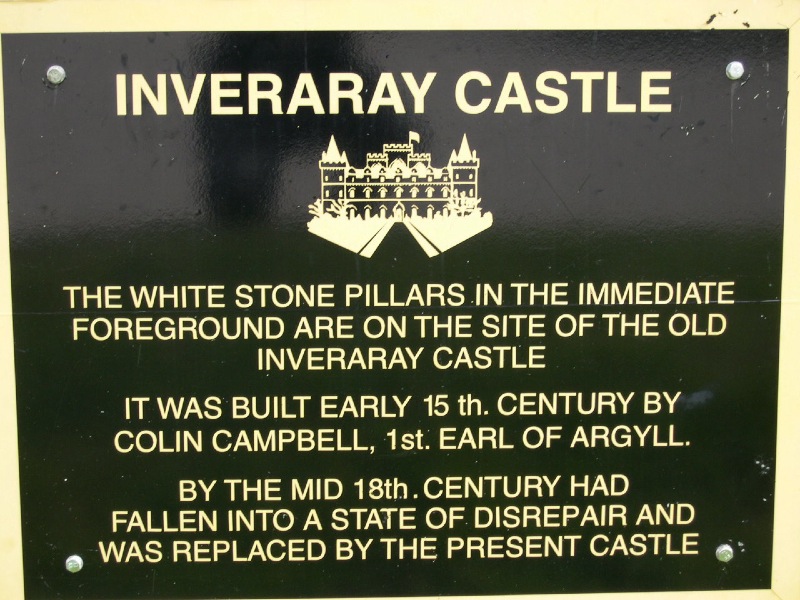 INVERARAY CASTLE
THE WHITE STONE PILLARS IN THE IMMEDIATE
FOREGROUND ARE ON THE SITE OF THE OLD
INVERARAY CASTLE
IT WAS BUILT EARLY 15 th. CENTURY BY
COLIN CAMPBELL, 1st. EARL OF ARGYLL.
BY THE MID 18th. CENTURY HAD
FALLEN INTO A STATE OF DISREPAIR AND
WAS REPLACED BY THE PRESENT CASTLE